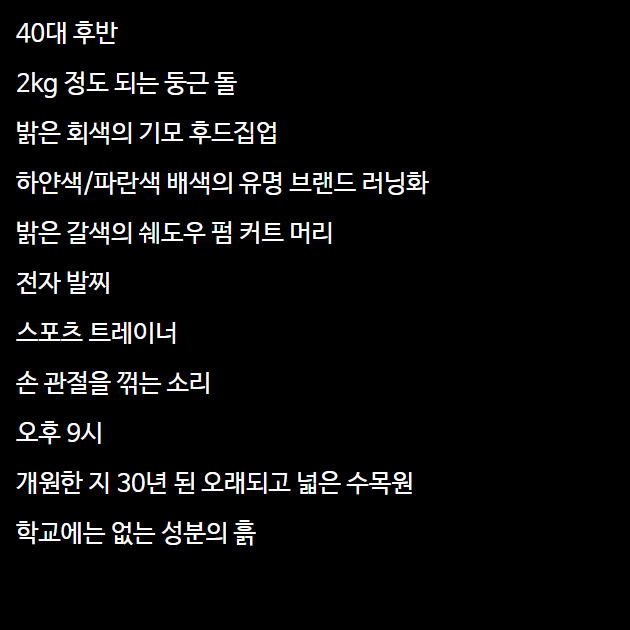 40대 후반
2kg 정도 되는 둥근 돌
밝은 회색의 기모 후드집업
하얀색/파란색 배색의 유명 브랜드 러닝화
밝은 갈색의 쉐도우 펌 커트 머리
전자 발찌
스포츠 트레이너
손 관절을 꺾는 소리
오후 9시
개원한 지 30년 된 오래되고 넓은 수목원
학교에는 없는 성분의 흙